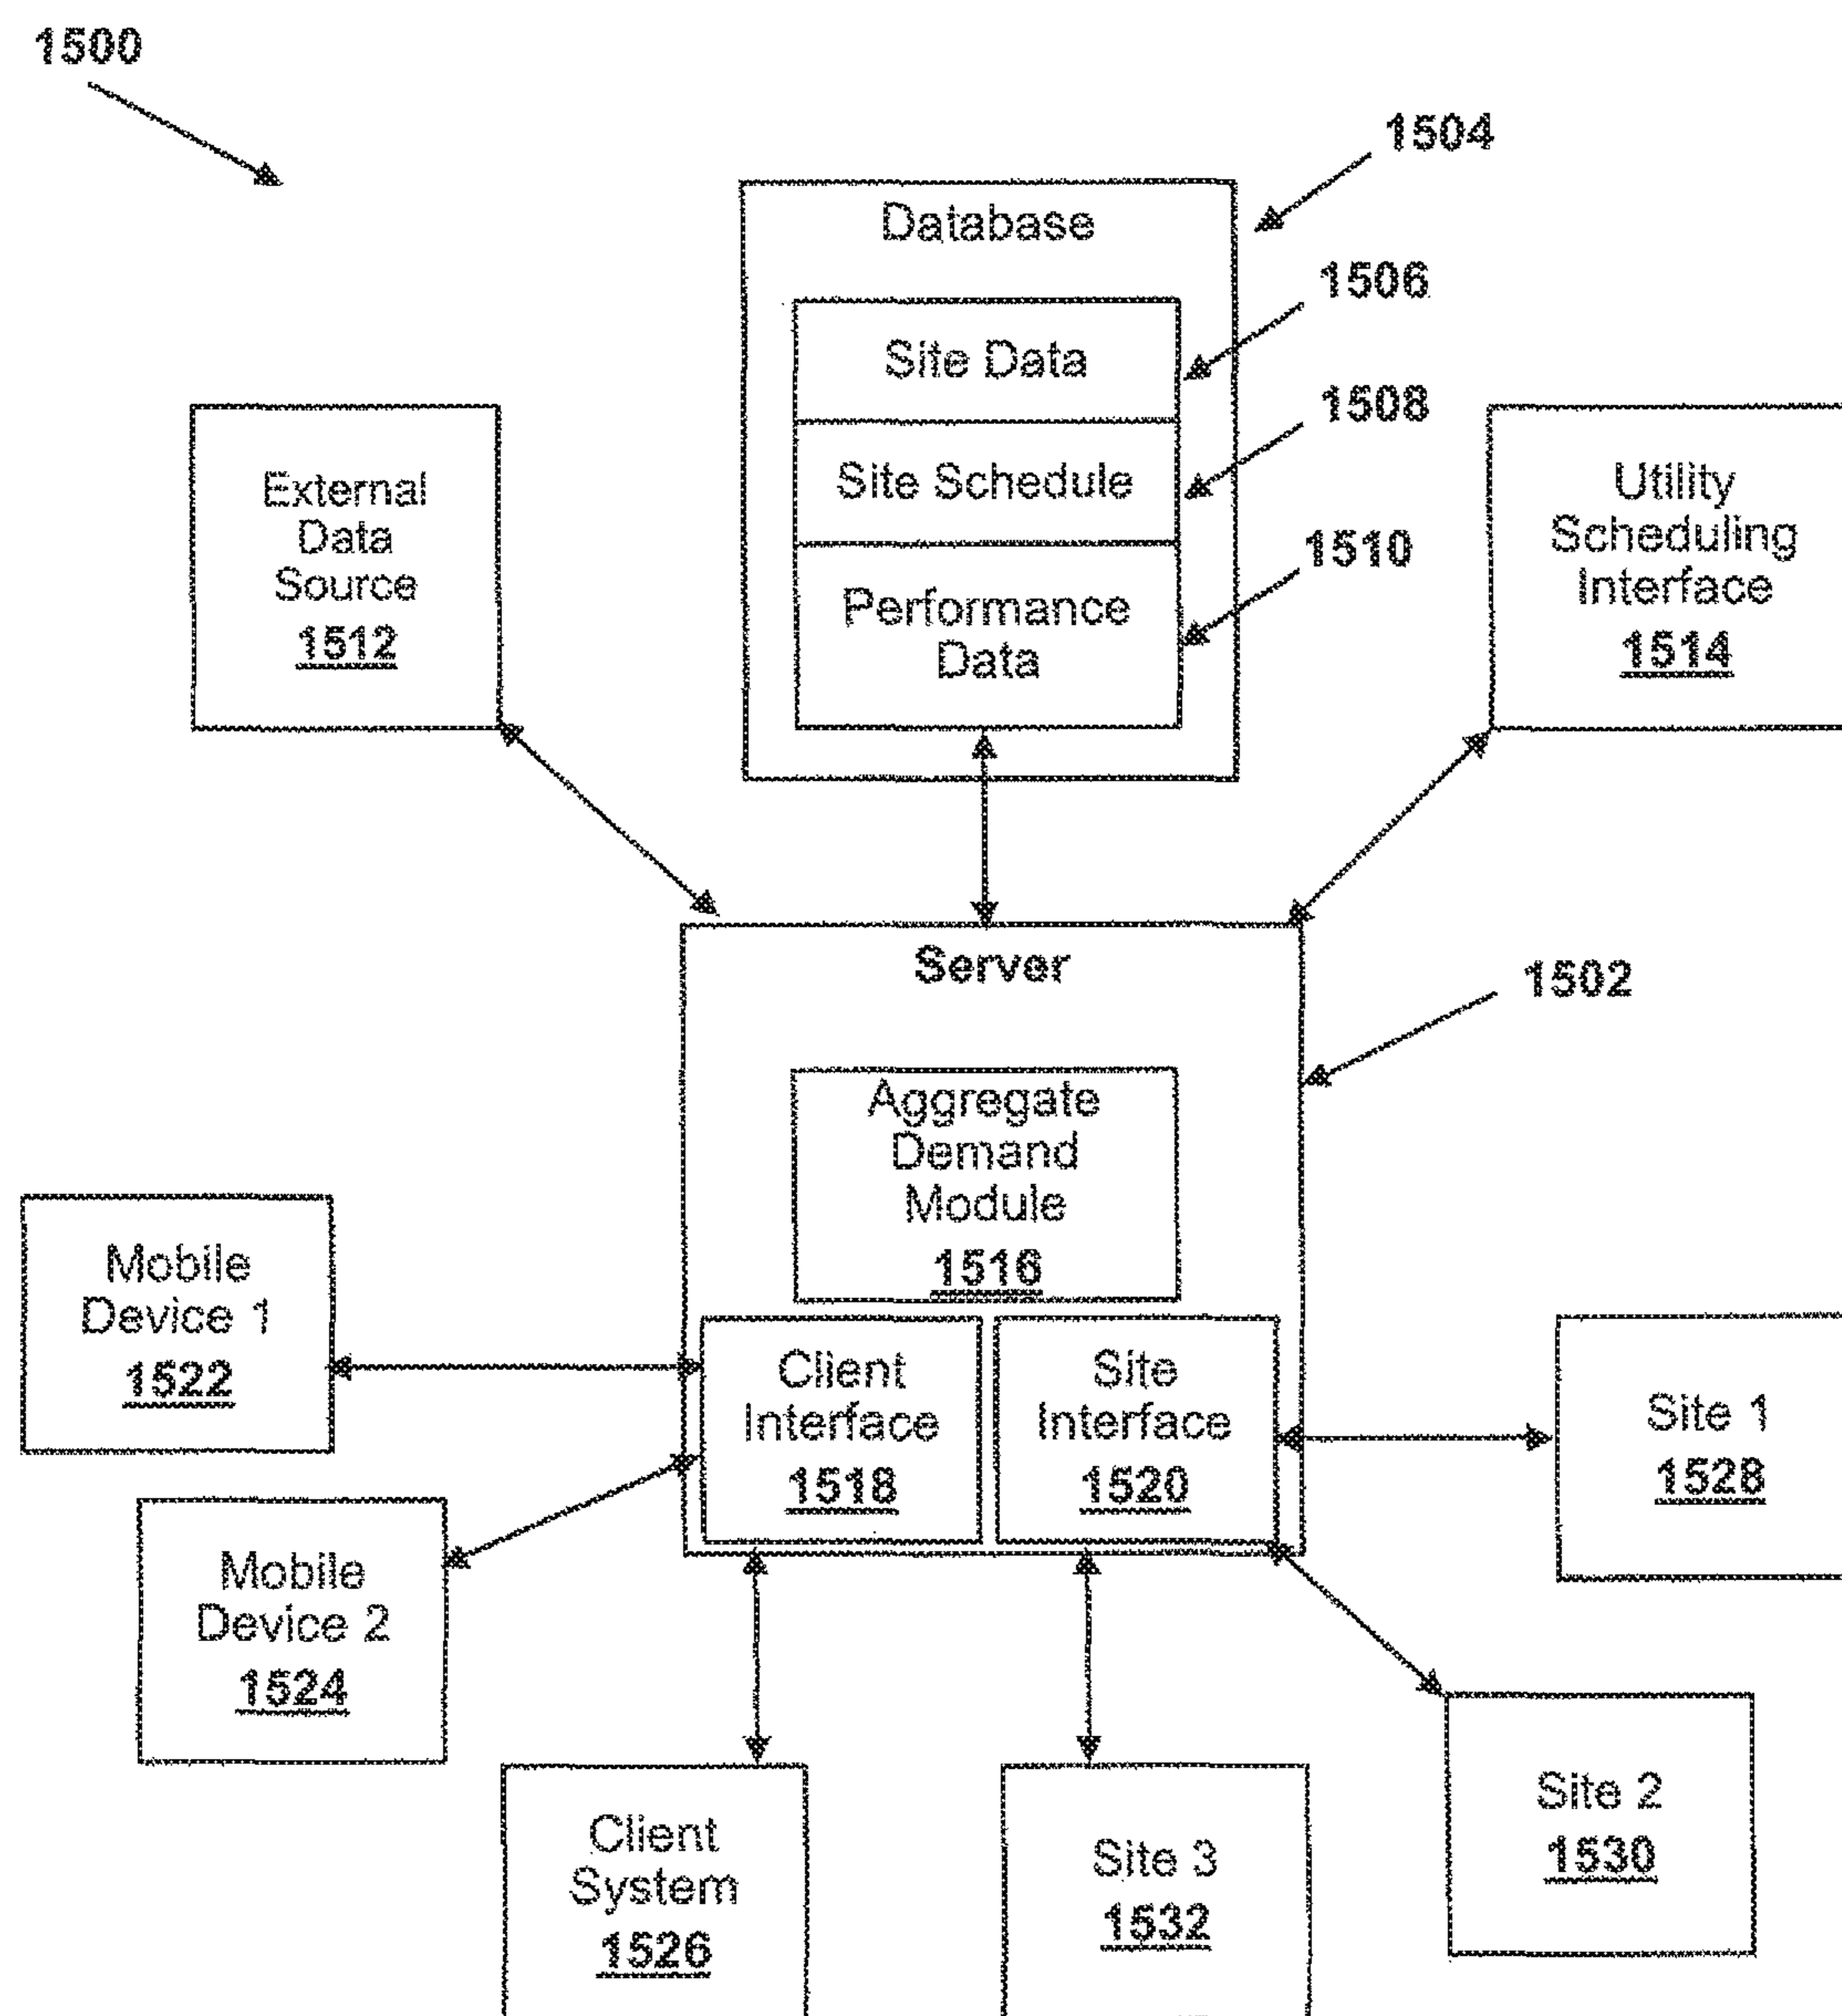 1500
1504
Database
1506
Site Data
1508
Site Schedule
1510
Performance
Data
External
Data
Source
1512
Utility
Scheduling
Interface
1514
Server
1502
Aggregate
Demand
Module
1516
Mobile
Device 1
1522
Client
Interface
1518
Site
Interface
1520
Site 1
1528
Mobile
Device 2
1524
Client
System
1526
Site 3
1532
Site 2
1530